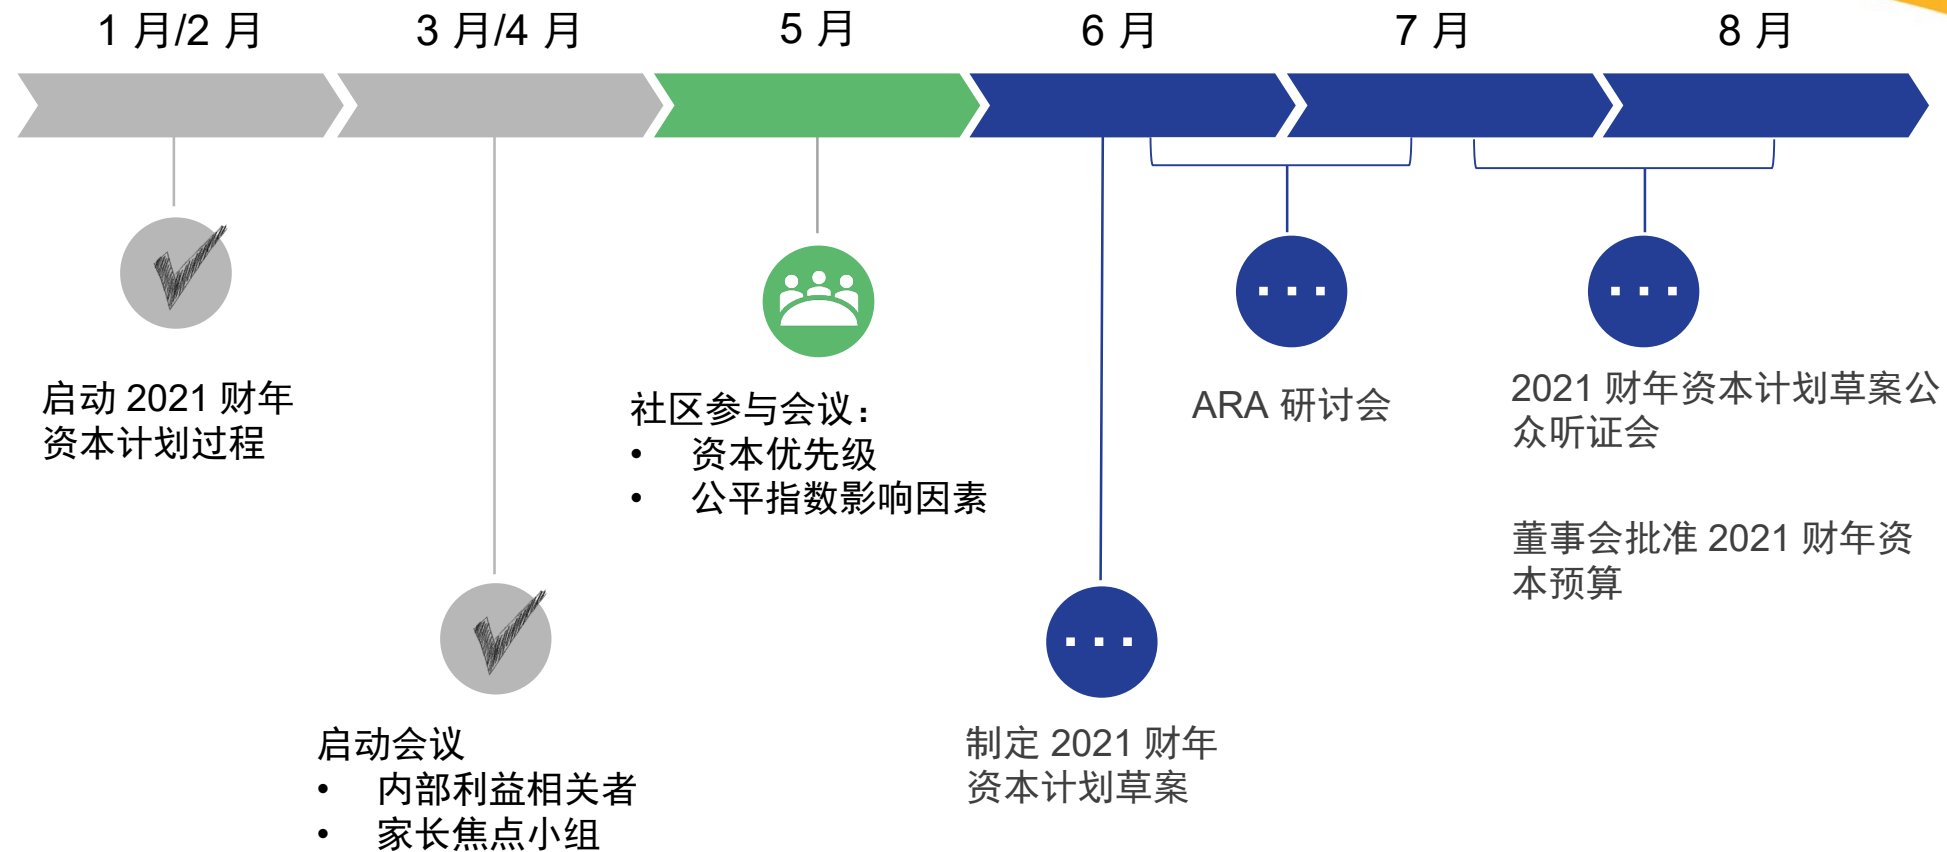 1 月/2 月
3 月/4 月
5 月
6 月
7 月
8 月
启动 2021 财年
资本计划过程
启动会议
• 内部利益相关者
• 家长焦点小组
社区参与会议：
• 资本优先级
• 公平指数影响因素
制定 2021 财年
资本计划草案
ARA 研讨会
2021 财年资本计划草案公
众听证会
董事会批准 2021 财年资
本预算